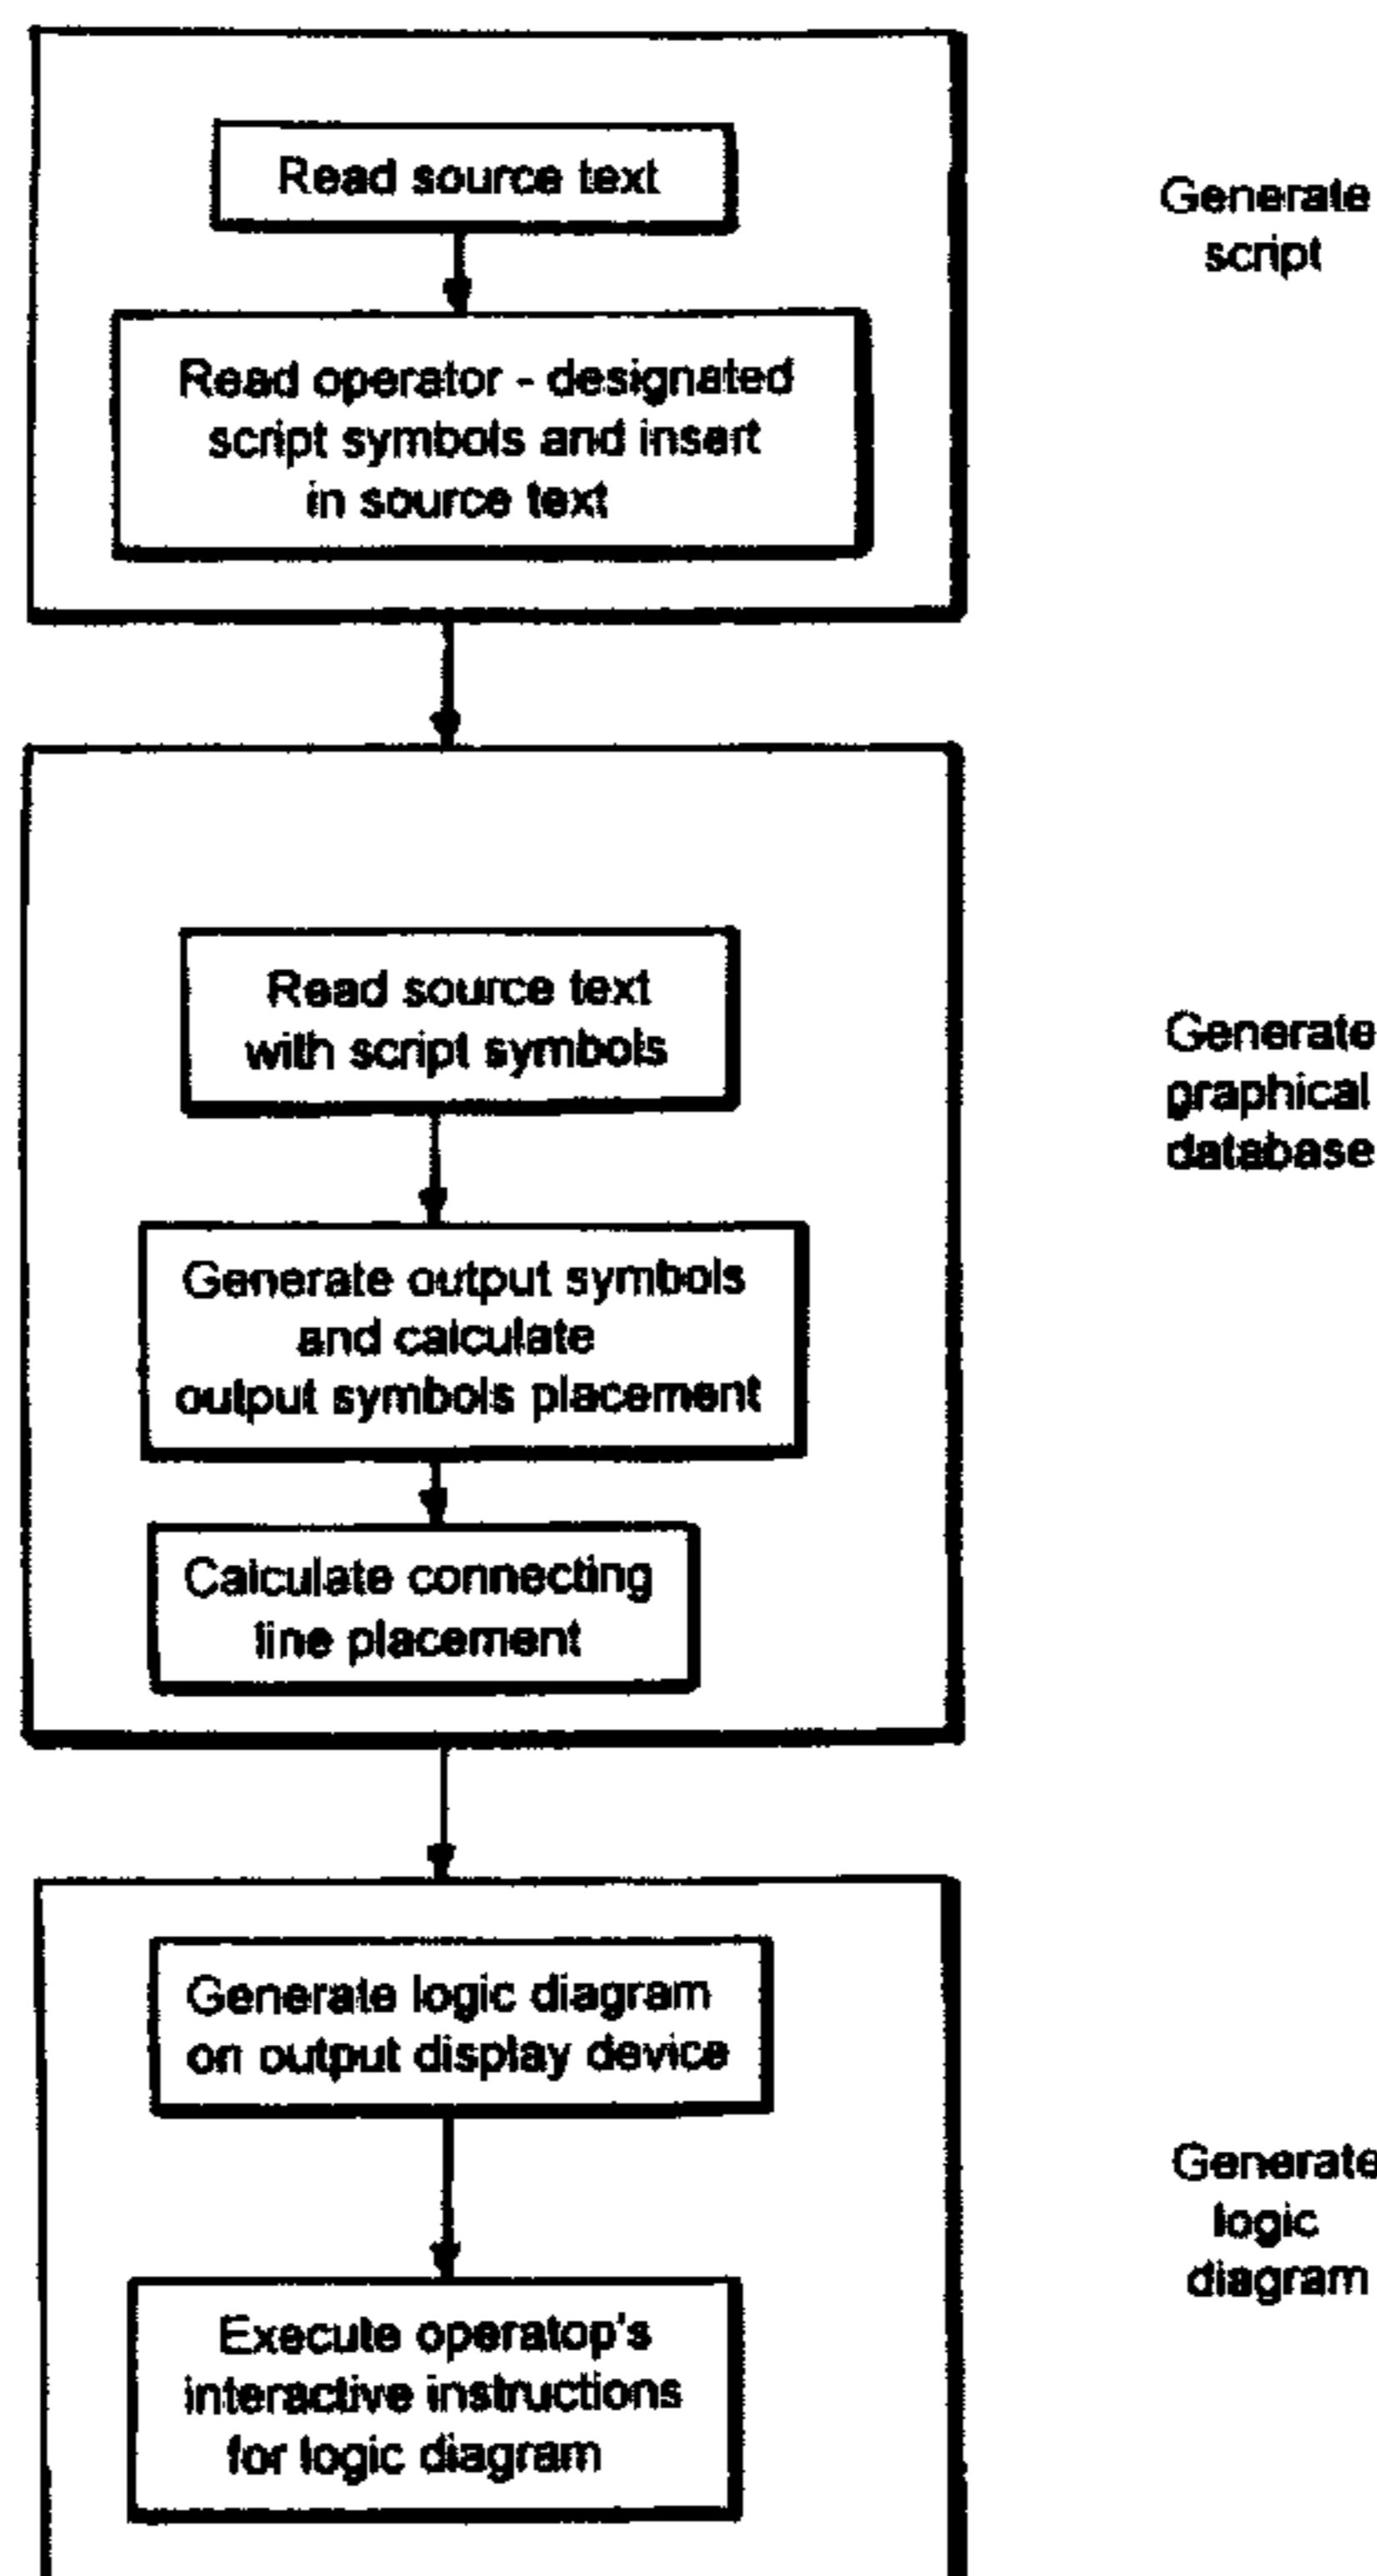 Read source text
Generate
script
Read operator - designated
script symbols and insert
in source text
Read source text
with script symbols
Generate
graphical
database
Generate output symbols
and calculate
output symbols placement
Calculate connecting
line placement
Generate logic diagram
on output display device
Generate
logic
diagram
Execute operatop's
interactive instructions
for logic diagram